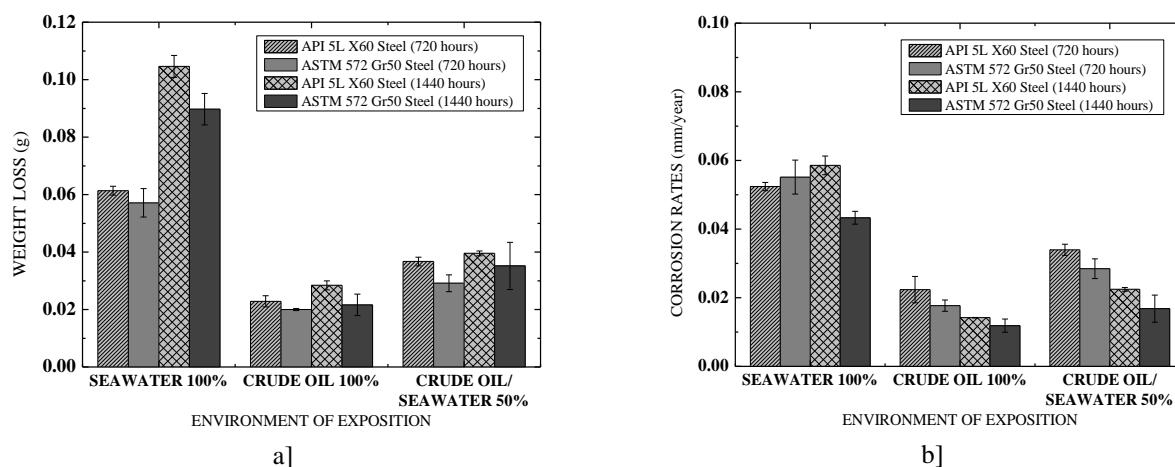 0.12
0.10
0.08
0.06
0.04
0.02
0.00
WEIGHT LOSS (g)
API 5L X60 Steel (720 hours)
ASTM 572 Gr50 Steel (720 hours)
API 5L X60 Steel (1440 hours)
ASTM 572 Gr50 Steel (1440 hours)
SEAWATER 100%
CRUDE OIL 100%
CRUDE OIL/
SEAWATER 50%
ENVIRONMENT OF EXPOSITION
a]
0.10
0.08
0.06
0.04
0.02
0.00
CORROSION RATES (mm/year)
API 5L X60 Steel (720 hours)
ASTM 572 Gr50 Steel (720 hours)
API 5L X60 Steel (1440 hours)
ASTM 572 Gr50 Steel (1440 hours)
SEAWATER 100%
CRUDE OIL 100%
CRUDE OIL/
SEAWATER 50%
ENVIRONMENT OF EXPOSITION
b]